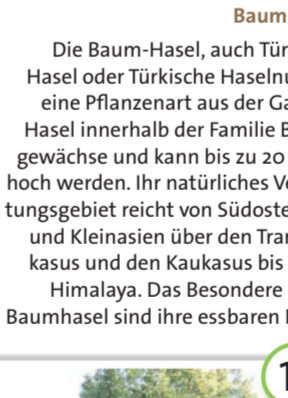 Baum
Die Baum-Hasel, auch Tür
Hasel oder Türkische Haselnu
eine Pflanzenart aus der Ga
Hasel innerhalb der Familie B
gewächse und kann bis zu 20
hoch werden. Ihr natürliches Ve
tungsgebiet reicht von Südoste
und Kleinasien über den Tran
kasus und den Kaukasus bis
Himalaya. Das Besondere
Baumhasel sind ihre essbaren
1